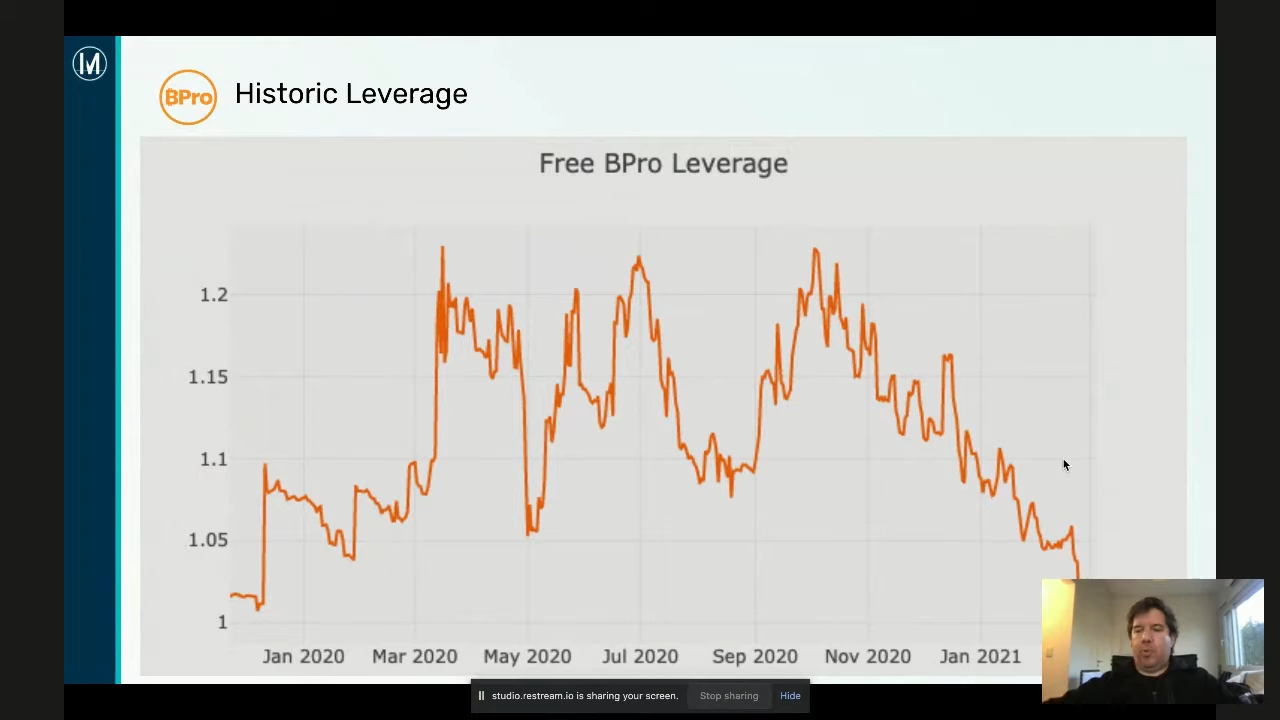 M
BPro
Historic Leverage
Free BPro Leverage
1.2
1.15
1.1
1.05
1
Jan 2020 Mar 2020 May 2020 Jul 2020 Sep 2020 Nov 2020 Jan 2021
studio.restream.io is sharing your screen. Stop sharing Hide